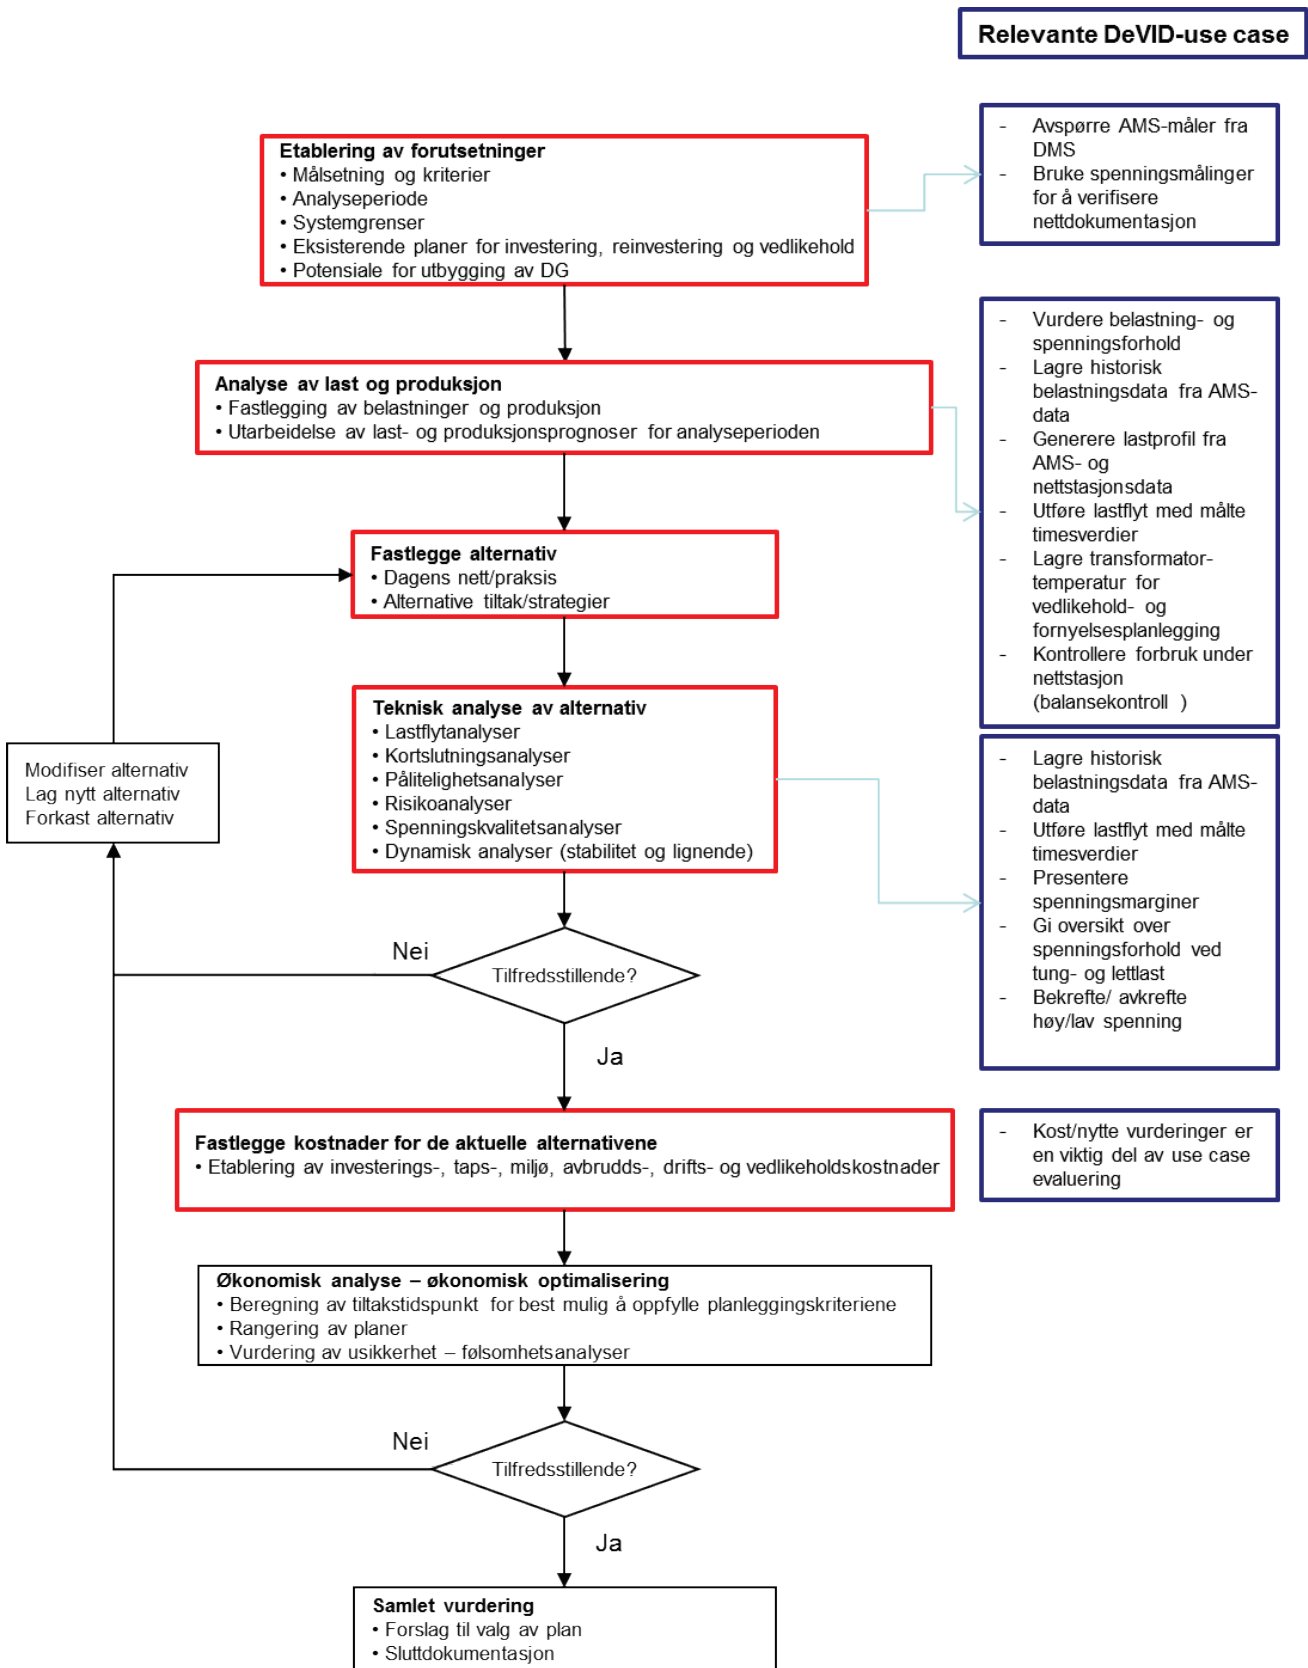 Relevante DeVID-use case
Etablering av forutsetninger
• Målsetning og kriterier
• Analyseperiode
• Systemgrenser
• Eksisterende planer for investering, reinvestering og vedlikehold
• Potensiale for utbygging av DG
- Avspørre AMS-måler fra
DMS
- Bruke spenningsmålinger
for å verifisere
nettdokumentasjon
Analyse av last og produksjon
• Fastlegging av belastninger og produksjon
• Utarbeidelse av last- og produksjonsprognoser for analyseperioden
- Vurdere belastning- og
spenningsforhold
- Lagre historisk
belastningsdata fra AMS-
data
- Generere lastprofil fra
AMS- og
nettstasjonsdata
- Utføre lastflyt med målte
timesverdier
- Lagre transformator-
temperatur for
vedlikehold- og
fornyelsesplanlegging
- Kontrollere forbruk under
nettstasjon
(balansekontroll )
Fastlegge alternativ
• Dagens nett/praksis
• Alternative tiltak/strategier
Teknisk analyse av alternativ
• Lastflytanalyser
• Kortslutningsanalyser
• Pålitelighetsanalyser
• Risikoanalyser
• Spenningskvalitetsanalyser
• Dynamisk analyser (stabilitet og lignende)
Modifiser alternativ
Lag nytt alternativ
Forkast alternativ
- Lagre historisk
belastningsdata fra AMS-
data
- Utføre lastflyt med målte
timesverdier
- Presentere
spenningsmarginer
- Gi oversikt over
spenningsforhold ved
tung- og lettlast
- Bekrefte/ avkrefte
høy/lav spenning
Nei
Tilfredsstillende?
Ja
Fastlegge kostnader for de aktuelle alternativene
• Etablering av investerings-, taps-, miljø, avbrudds-, drifts- og vedlikeholdskostnader
- Kost/nytte vurderinger er
en viktig del av use case
evaluering
Økonomisk analyse – økonomisk optimalisering
• Beregning av tiltakstidspunkt for best mulig å oppfylle planleggingskriteriene
• Rangering av planer
• Vurdering av usikkerhet – følsomhetsanalyser
Nei
Tilfredsstillende?
Ja
Samlet vurdering
• Forslag til valg av plan
• Sluttdokumentasjon